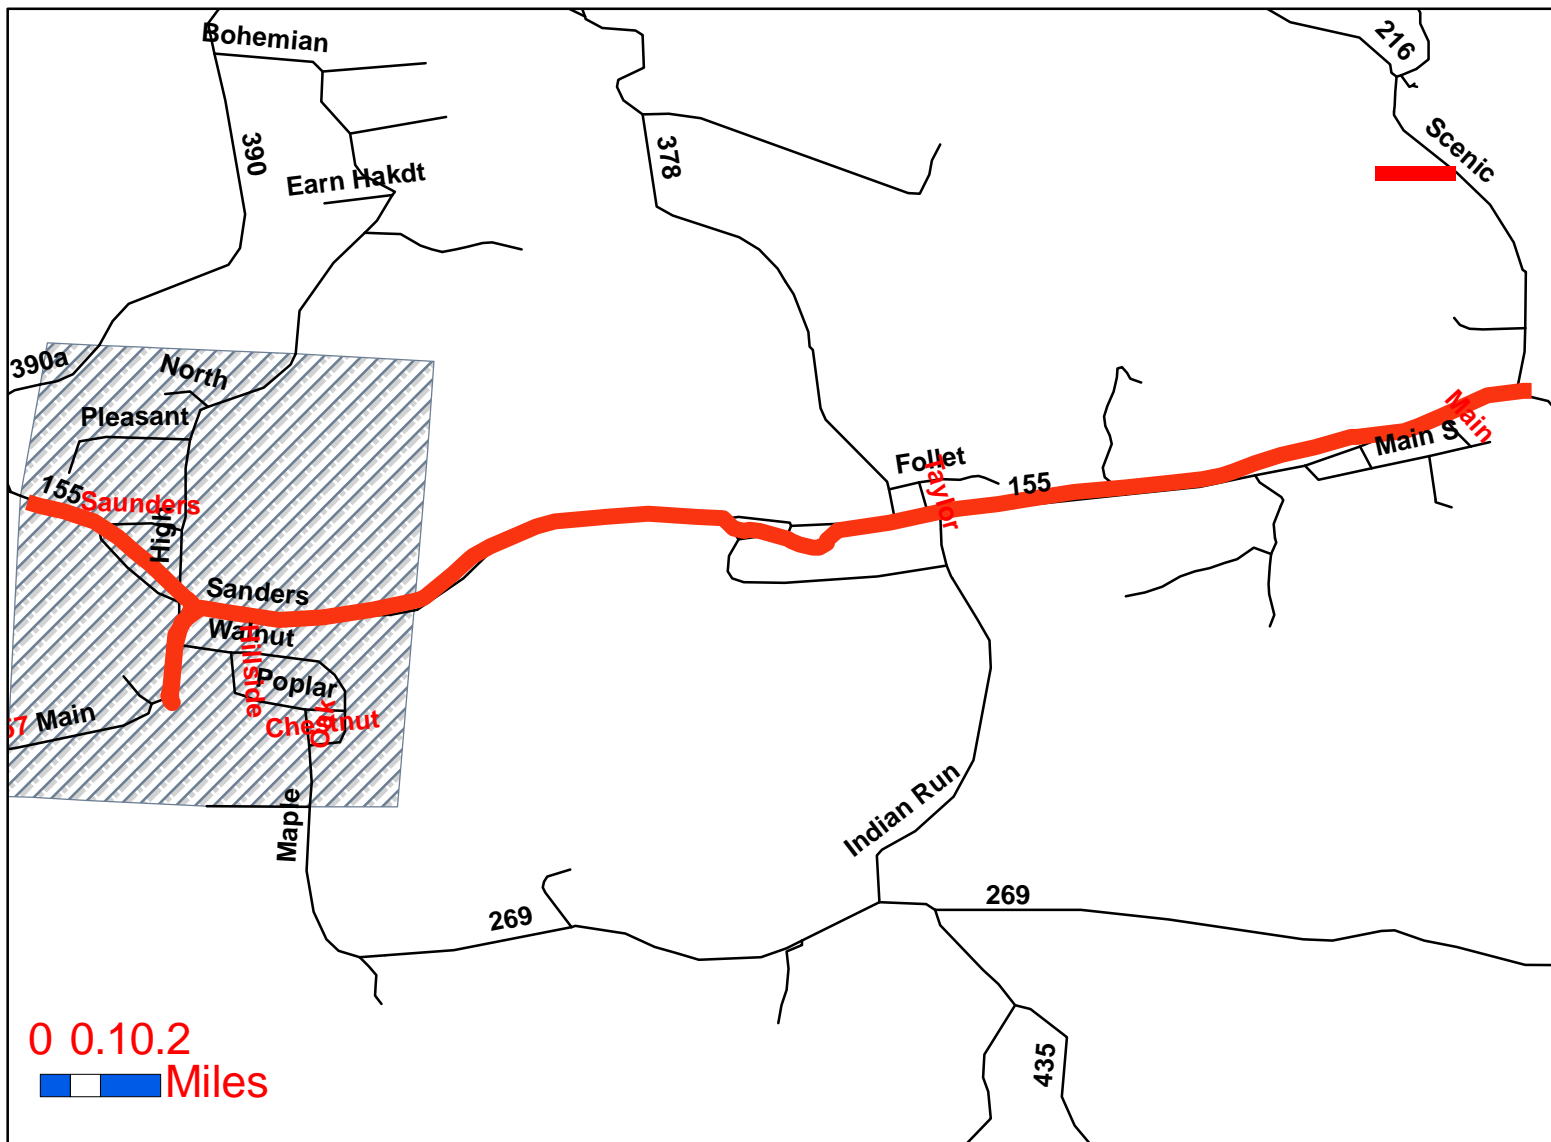 Bohemian
216
390
378
Scenic
Earn Hakdt
390a
North
Pleasant
Main
Main S
Follet
Taylor
155
155
Saunders
High
Sanders
Walnut
Hillside
Poplar
Oak
Chestnut
57 Main
Maple
Indian Run
269
269
0 0.10.2
Miles
435